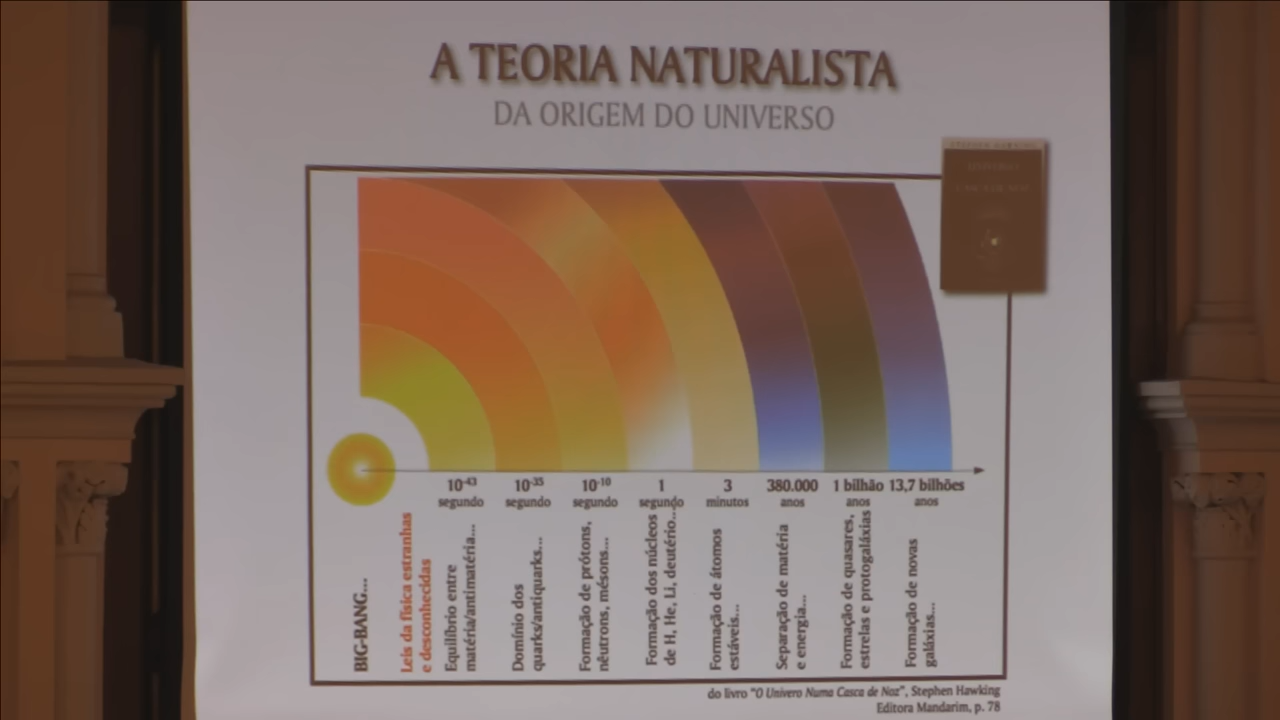 A TEORIA NATURALISTA
DA ORIGEM DO UNIVERSO
10⁻⁴³
segundo
10⁻³⁵
segundo
10⁻¹⁰
segundo
1
segundo
3
minutos
380.000
anos
1 bilhão
anos
13,7 bilhões
anos
BIG-BANG...
Leis da física estranhas
e desconhecidas
Equilíbrio entre
matéria/antimatéria...
Domínio dos
quarks/antiquarks...
Formação de prótons,
nêutrons, mésons...
Formação dos núcleos
de H, He, Li, deutério...
Formação de átomos
estáveis...
Separação de matéria
e energia...
Formação de quasares,
estrelas e protogaláxias
Formação de novas
galáxias...
do livro "O Univero Numa Casca de Noz", Stephen Hawking
Editora Mandarim, p. 78